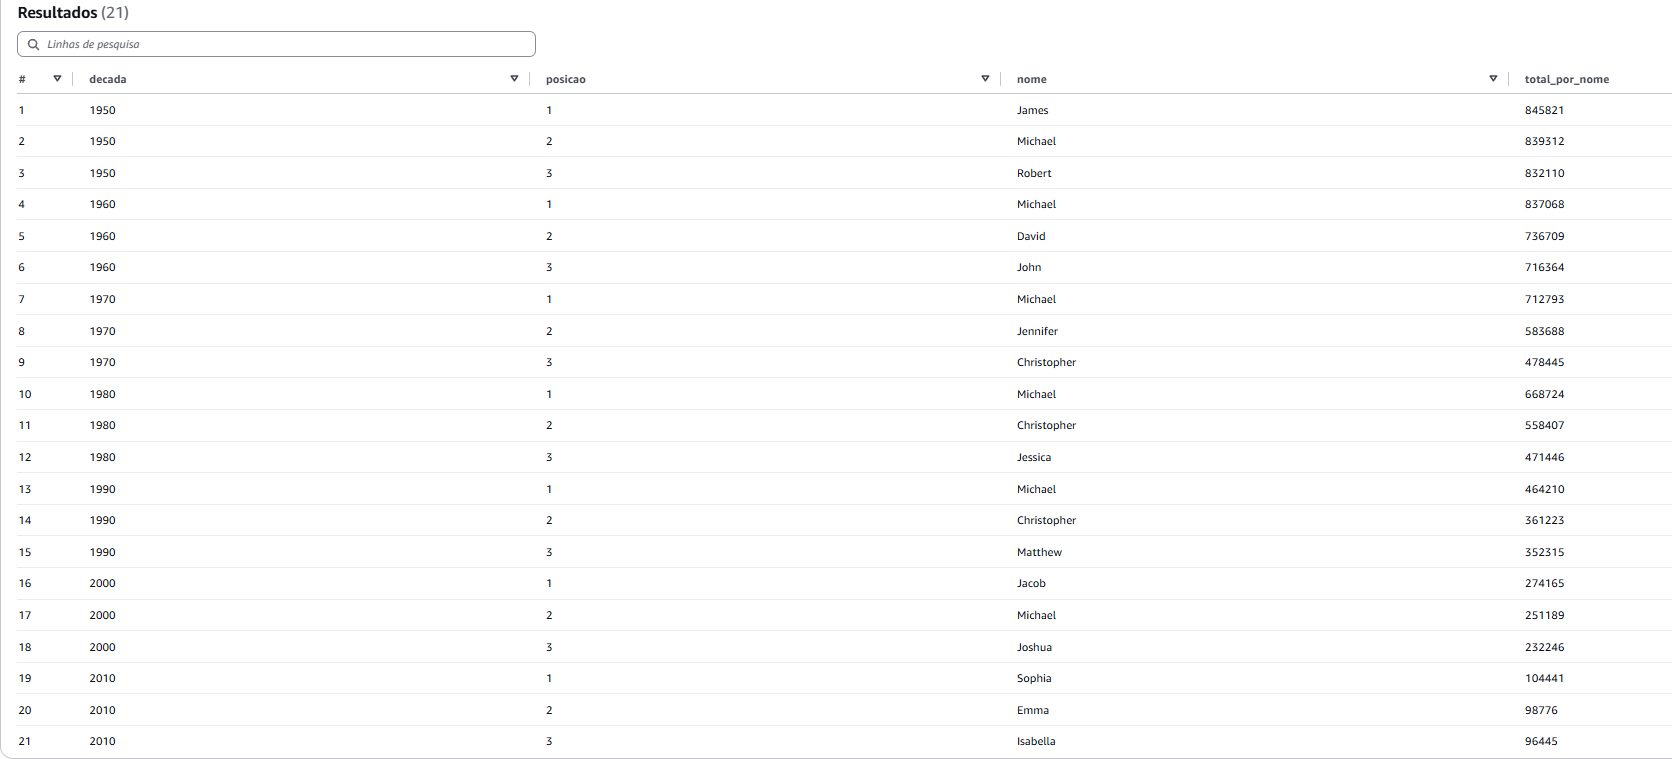 Resultados (21)
Linhas de pesquisa
# decada posicao nome total_por_nome
1 1950 1 James 845821
2 1950 2 Michael 839312
3 1950 3 Robert 832110
4 1960 1 Michael 837068
5 1960 2 David 736709
6 1960 3 John 716364
7 1970 1 Michael 712793
8 1970 2 Jennifer 583688
9 1970 3 Christopher 478445
10 1980 1 Michael 668724
11 1980 2 Christopher 558407
12 1980 3 Jessica 471446
13 1990 1 Michael 464210
14 1990 2 Christopher 361223
15 1990 3 Matthew 352315
16 2000 1 Jacob 274165
17 2000 2 Michael 251189
18 2000 3 Joshua 232246
19 2010 1 Sophia 104441
20 2010 2 Emma 98776
21 2010 3 Isabella 96445